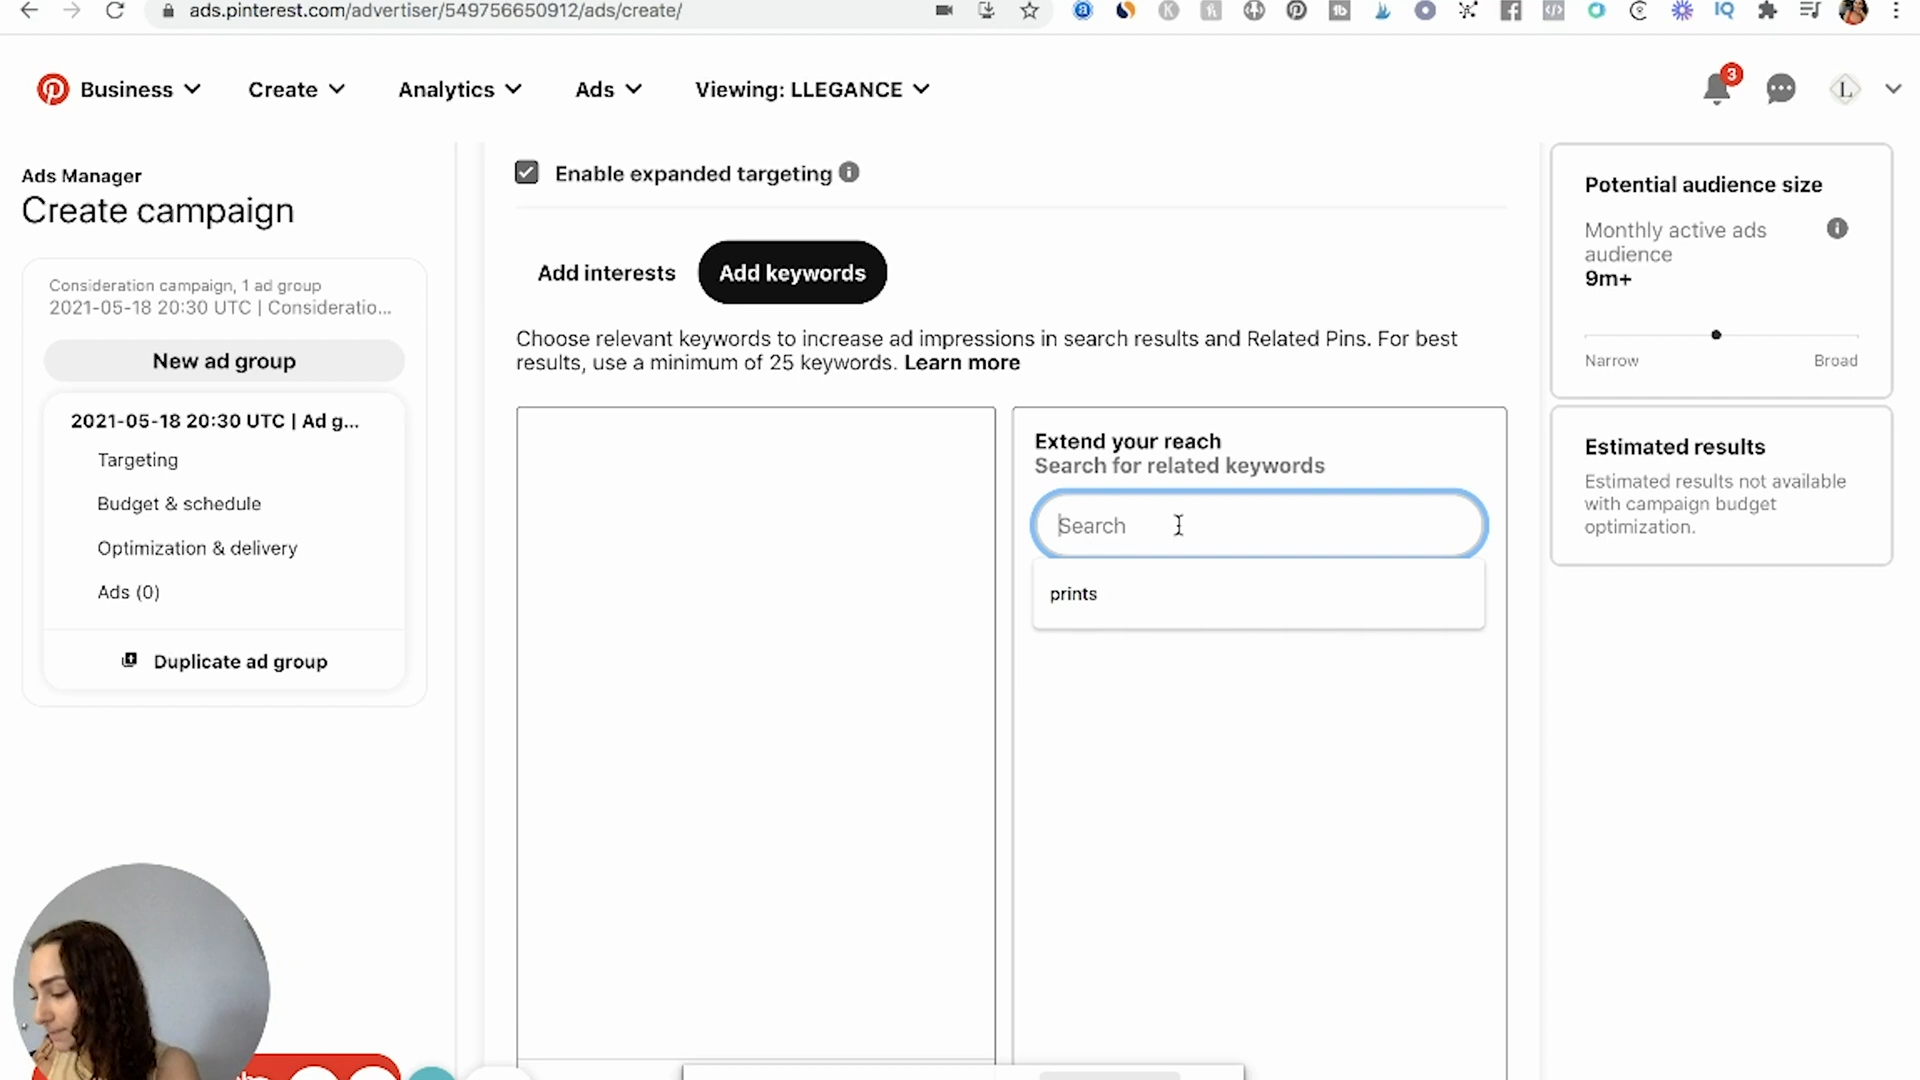 ads.pinterest.com/advertiser/549756650912/ads/create/
Business
Create
Analytics
Ads
Viewing: LLEGANCE
3
L
Ads Manager
Create campaign
Consideration campaign, 1 ad group
2021-05-18 20:30 UTC | Consideratio...
New ad group
2021-05-18 20:30 UTC | Ad g...
Targeting
Budget & schedule
Optimization & delivery
Ads (0)
Duplicate ad group
Enable expanded targeting
Add interests
Add keywords
Choose relevant keywords to increase ad impressions in search results and Related Pins. For best
results, use a minimum of 25 keywords. Learn more
Extend your reach
Search for related keywords
Search
prints
Potential audience size
Monthly active ads
audience
9m+
Narrow
Broad
Estimated results
Estimated results not available
with campaign budget
optimization.